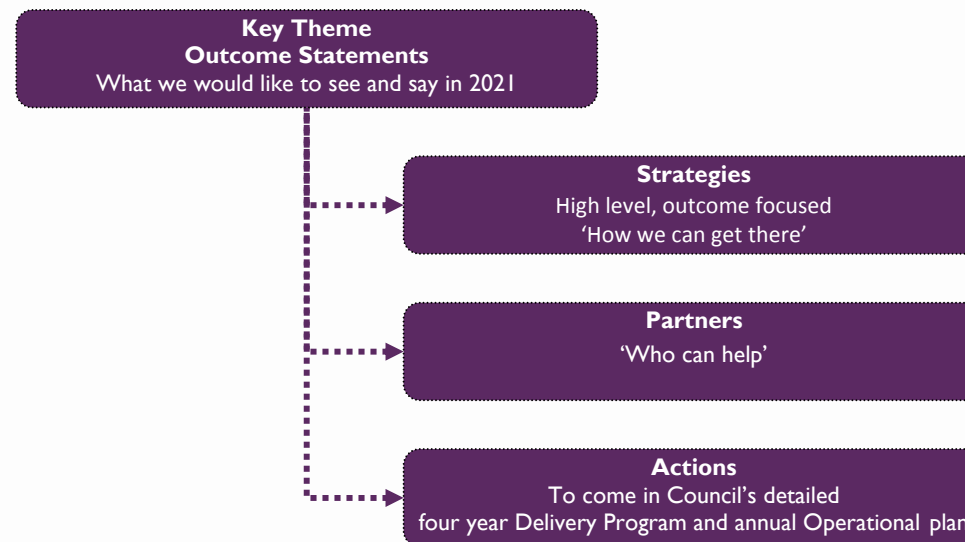 Key Theme
Outcome Statements
What we would like to see and say in 2021
Strategies
High level, outcome focused
‘How we can get there’
Partners
‘Who can help’
Actions
To come in Council’s detailed
four year Delivery Program and annual Operational plan